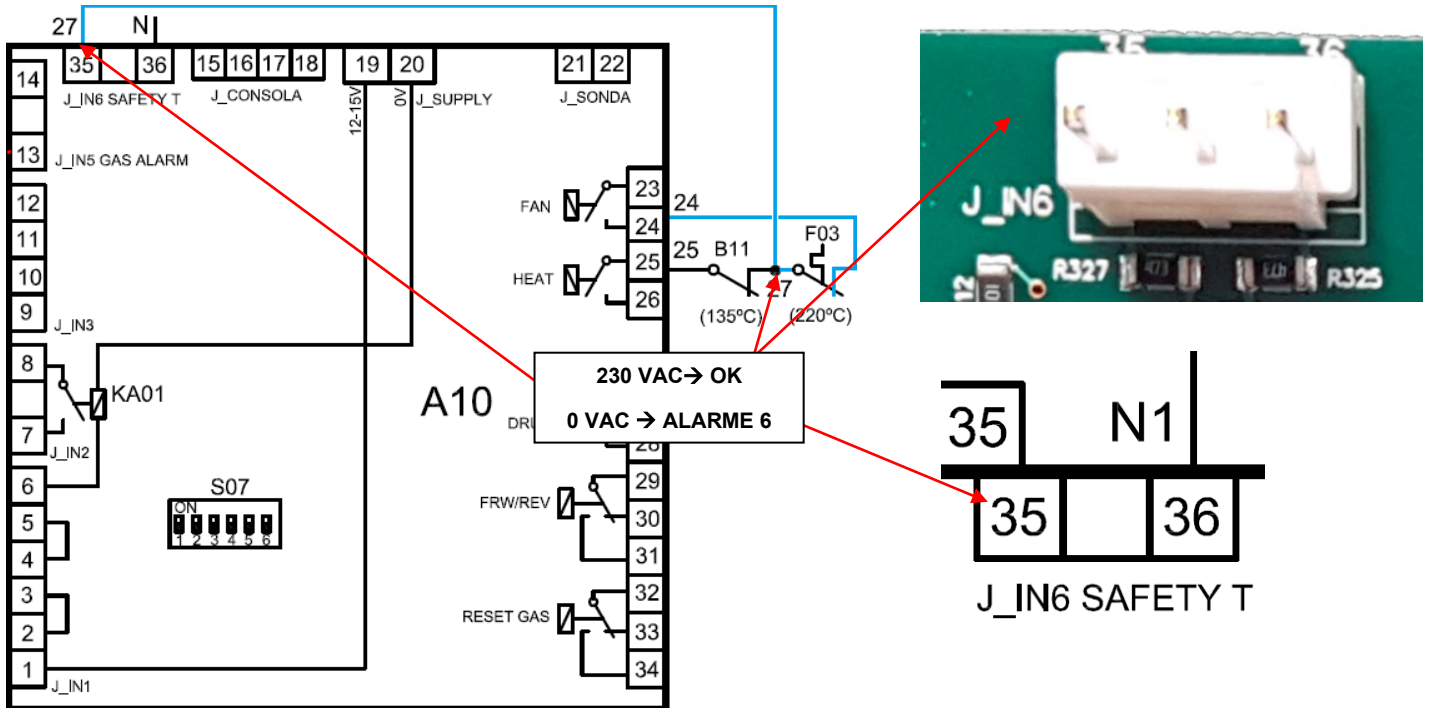 27 N
35 36 15 16 17 18 19 20 21 22
J_IN6 SAFETY T J_CONSOLA 12-15V 0V J_SUPPLY J_SONDA
14
13 J_IN5 GAS ALARM
12
11
10
9
J_IN3
8
7
J_IN2
KA01
6
5
4
3
2
1
J_IN1
S07
ON
1 2 3 4 5 6
A10
FAN 23 24
24
HEAT 25 25
26
B11
(135ºC)
27
F03
(220ºC)
230 VAC→ OK
0 VAC → ALARME 6
28
FRW/REV 29
30
31
RESET GAS 32
33
34
35 36
J_IN6
R327 473 473 R325
35 N1
35 36
J_IN6 SAFETY T